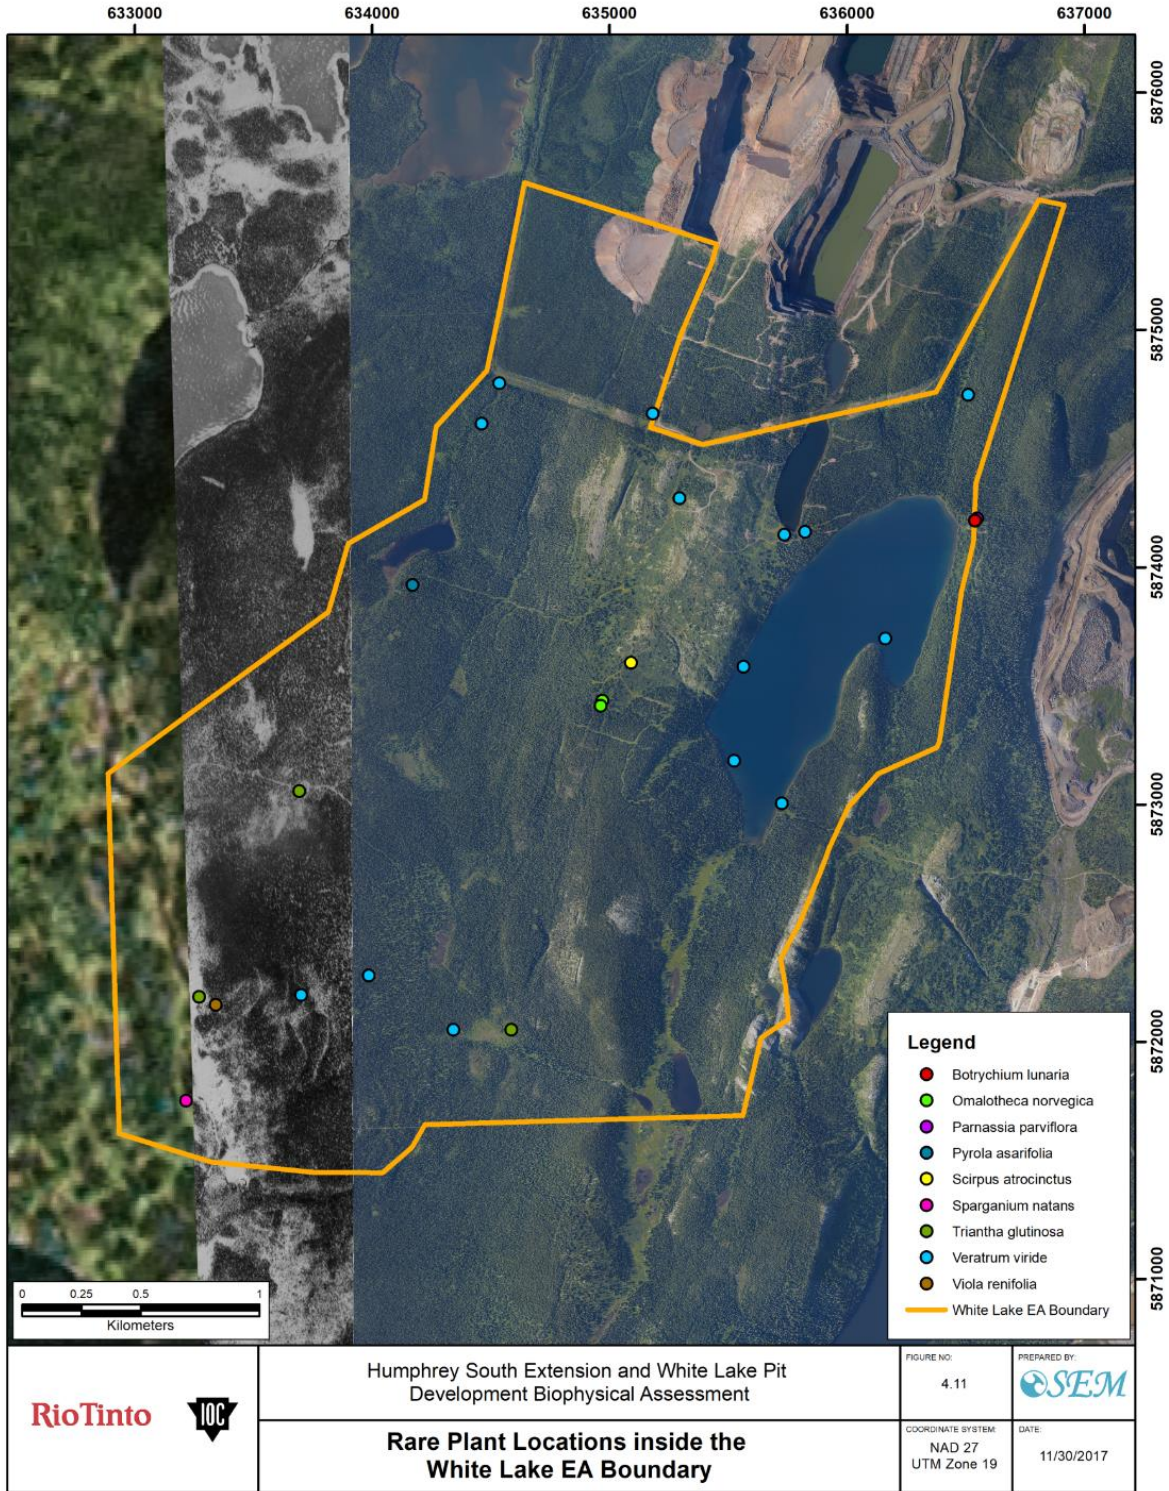 633000 634000 635000 636000 637000
5876000
5875000
5874000
5873000
5872000
5871000
Legend
Botrychium lunaria
Omalotheca norvegica
Parnassia parviflora
Pyrola asarifolia
Scirpus atrocinctus
Sparganium natans
Triantha glutinosa
Veratrum viride
Viola renifolia
White Lake EA Boundary
0 0.25 0.5 1
Kilometers
RioTinto
IOC
Humphrey South Extension and White Lake Pit
Development Biophysical Assessment
Rare Plant Locations inside the
White Lake EA Boundary
FIGURE NO:
4.11
PREPARED BY:
SEM
COORDINATE SYSTEM:
NAD 27
UTM Zone 19
DATE:
11/30/2017